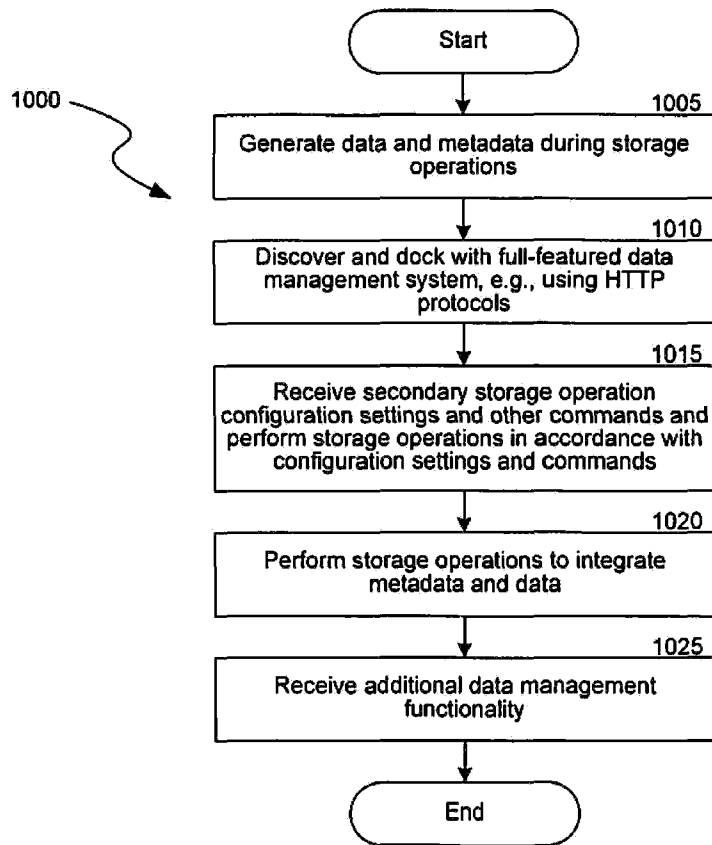 Start
1000
1005
Generate data and metadata during storage
operations
1010
Discover and dock with full-featured data
management system, e.g., using HTTP
protocols
1015
Receive secondary storage operation
configuration settings and other commands and
perform storage operations in accordance with
configuration settings and commands
1020
Perform storage operations to integrate
metadata and data
1025
Receive additional data management
functionality
End